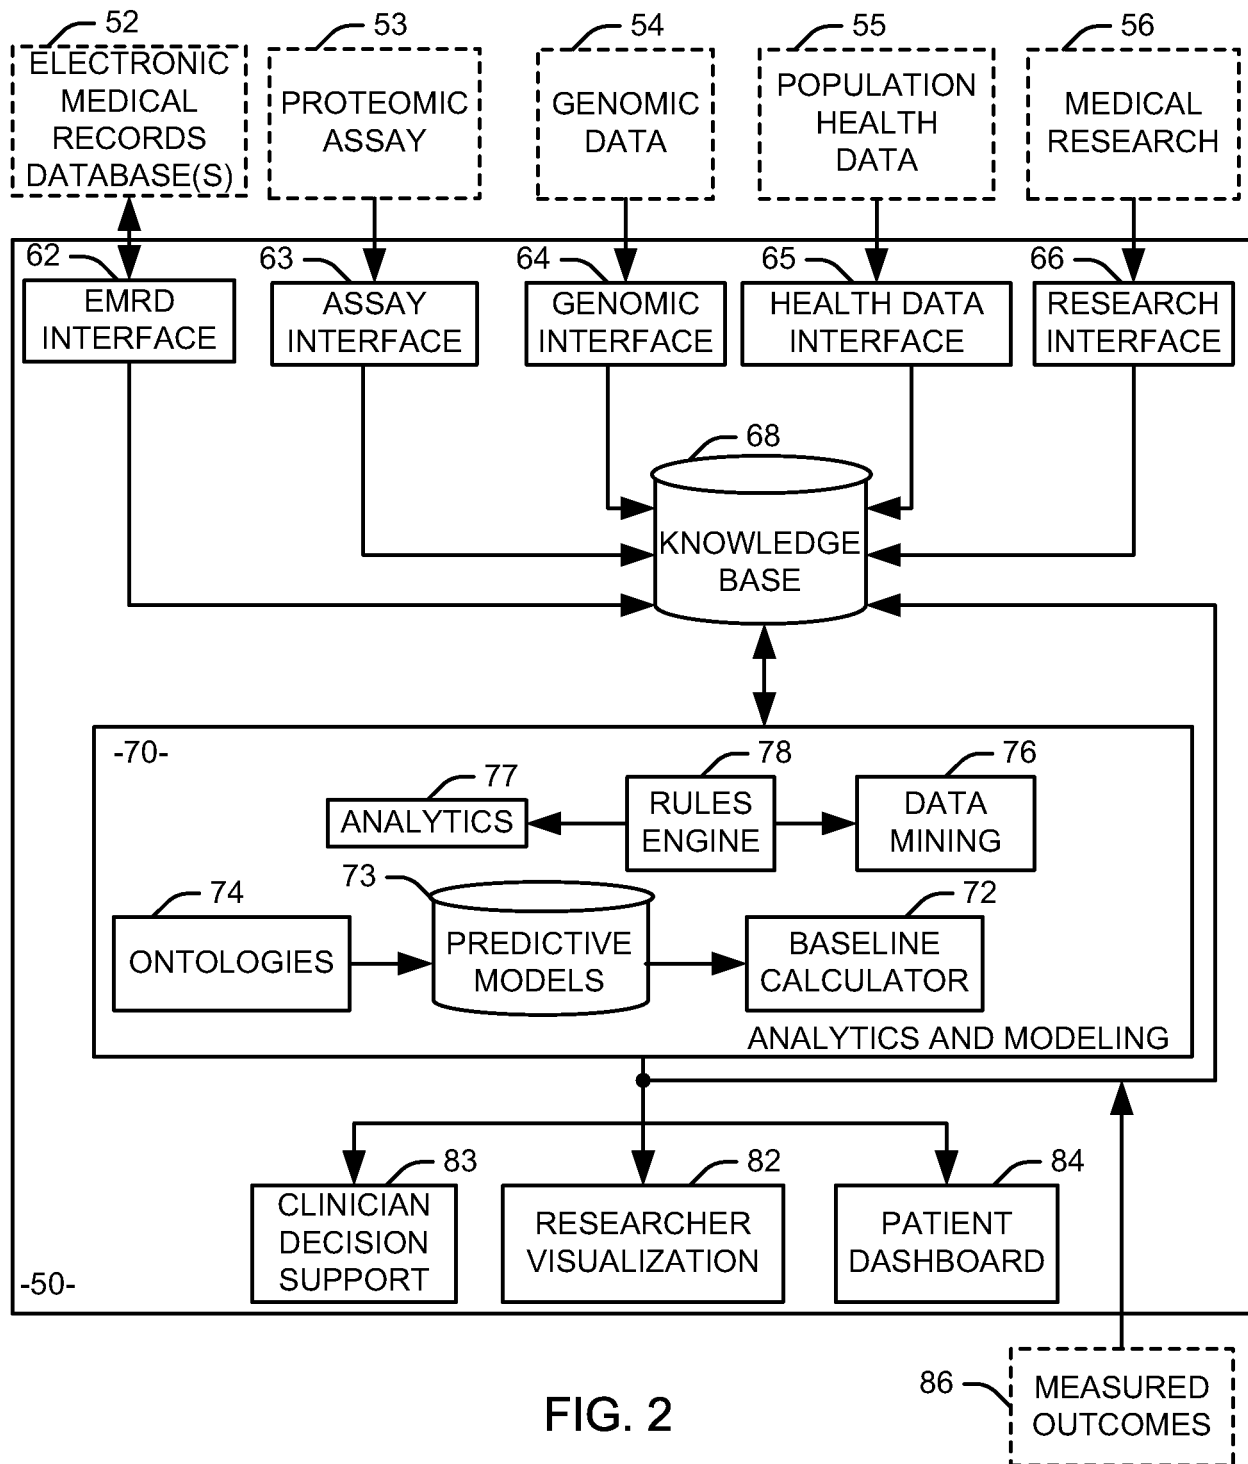 52
53
54
55
56
ELECTRONIC
MEDICAL
RECORDS
DATABASE(S)
PROTEOMIC
ASSAY
GENOMIC
DATA
POPULATION
HEALTH
DATA
MEDICAL
RESEARCH
62
63
64
65
66
EMRD
INTERFACE
ASSAY
INTERFACE
GENOMIC
INTERFACE
HEALTH DATA
INTERFACE
RESEARCH
INTERFACE
68
KNOWLEDGE
BASE
-70-
77
78
76
ANALYTICS
RULES
ENGINE
DATA
MINING
74
73
72
ONTOLOGIES
PREDICTIVE
MODELS
BASELINE
CALCULATOR
ANALYTICS AND MODELING
83
82
84
CLINICIAN
DECISION
SUPPORT
RESEARCHER
VISUALIZATION
PATIENT
DASHBOARD
-50-
86
MEASURED
OUTCOMES
FIG. 2